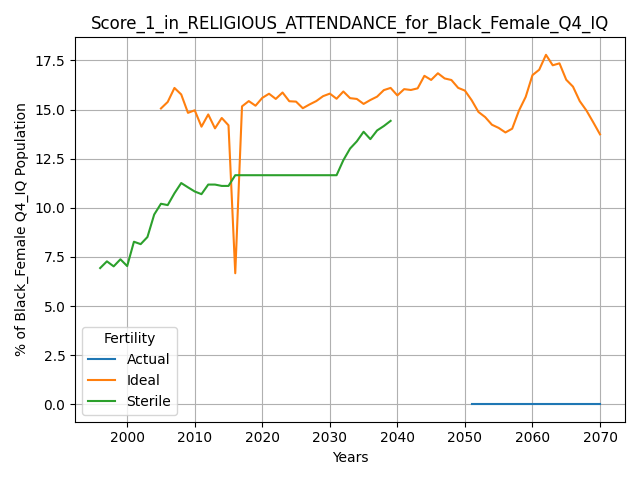 Score_1_in_RELIGIOUS_ATTENDANCE_for_Black_Female_Q4_IQ
% of Black_Female Q4_IQ Population
17.5
15.0
12.5
10.0
7.5
5.0
2.5
0.0
Fertility
Actual
Ideal
Sterile
2000 2010 2020 2030 2040 2050 2060 2070
Years